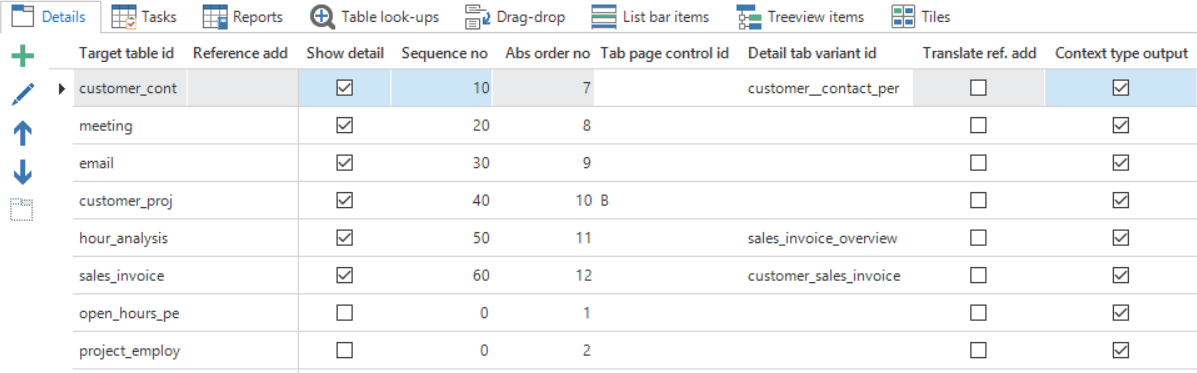 Details Tasks Reports Table look-ups Drag-drop List bar items Treeview items Tiles
Target table id Reference add Show detail Sequence no Abs order no Tab page control id Detail tab variant id Translate ref. add Context type output
customer_cont 10 7 customer__contact_per
meeting 20 8
email 30 9
customer_proj 40 10 B
hour_analysis 50 11 sales_invoice_overview
sales_invoice 60 12 customer_sales_invoice
open_hours_pe 0 1
project_employ 0 2